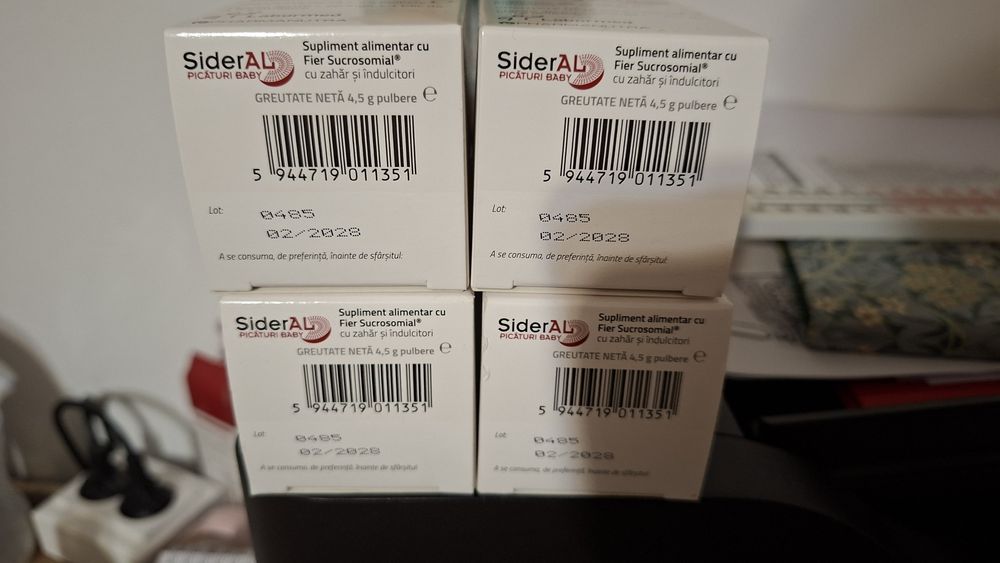 SiderAL
PICĂTURI BABY
Supliment alimentar cu
Fier Sucrosomial®
cu zahăr și îndulcitori
GREUTATE NETĂ 4,5 g pulbere ℮
5 944719 011351
Lot: 0485
02/2028
A se consuma, de preferință, înainte de sfârșitul:
SiderAL
PICĂTURI BABY
Supliment alimentar cu
Fier Sucrosomial®
cu zahăr și îndulcitori
GREUTATE NETĂ 4,5 g pulbere ℮
5 944719 011351
Lot: 0485
02/2028
A se consuma, de preferință, înainte de sfârșitul:
SiderAL
PICĂTURI BABY
Supliment alimentar cu
Fier Sucrosomial®
cu zahăr și îndulcitori
GREUTATE NETĂ 4,5 g pulbere ℮
5 944719 011351
Lot: 0485
02/2028
A se consuma, de preferință, înainte de sfârșitul:
SiderAL
PICĂTURI BABY
Supliment alimentar cu
Fier Sucrosomial®
cu zahăr și îndulcitori
GREUTATE NETĂ 4,5 g pulbere ℮
5 944719 011351
Lot: 0485
02/2028
A se consuma, de preferință, înainte de sfârșitul: